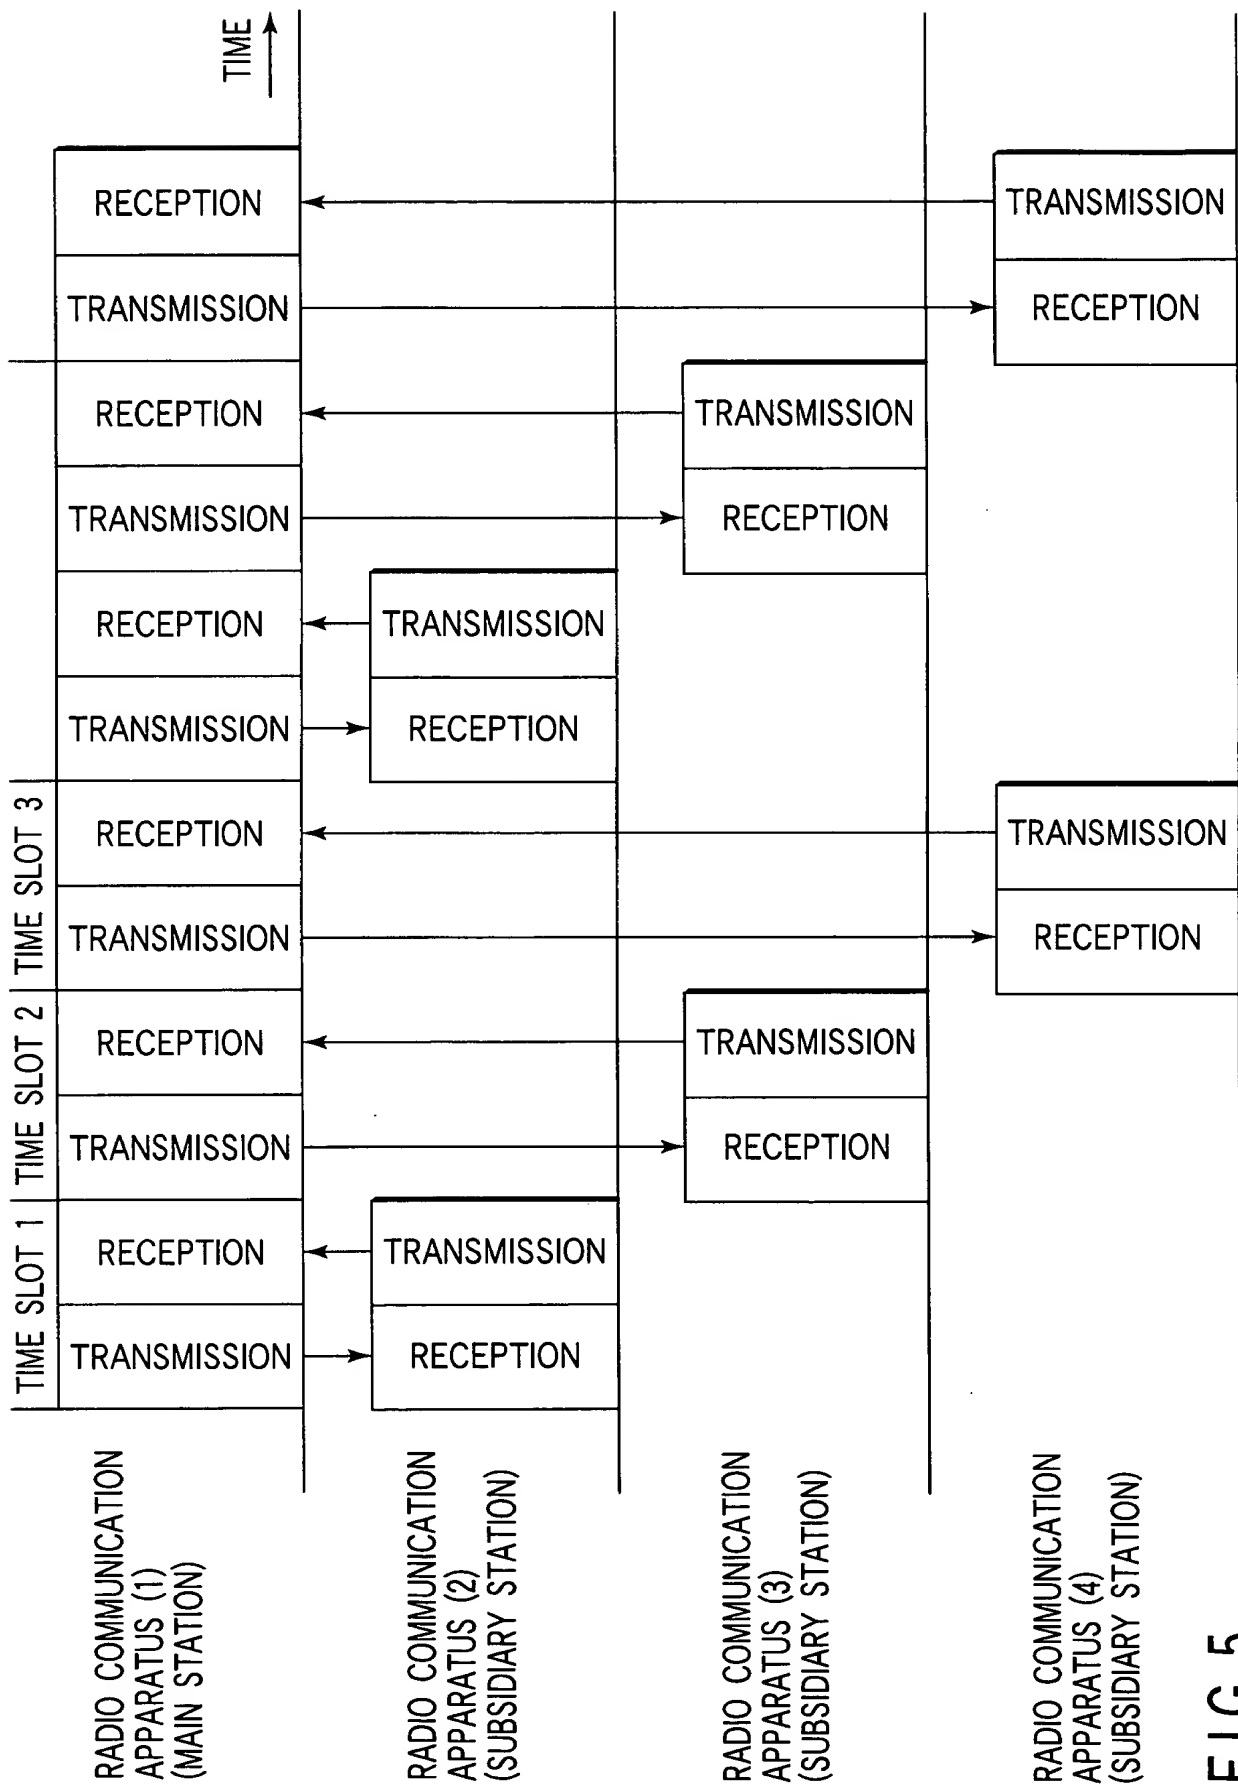 TIME
TIME SLOT 1
TIME SLOT 2
TIME SLOT 3
RADIO COMMUNICATION
APPARATUS (1)
(MAIN STATION)
TRANSMISSION
RECEPTION
TRANSMISSION
RECEPTION
TRANSMISSION
RECEPTION
TRANSMISSION
RECEPTION
TRANSMISSION
RECEPTION
TRANSMISSION
RECEPTION
RADIO COMMUNICATION
APPARATUS (2)
(SUBSIDIARY STATION)
RECEPTION
TRANSMISSION
RECEPTION
TRANSMISSION
RADIO COMMUNICATION
APPARATUS (3)
(SUBSIDIARY STATION)
RECEPTION
TRANSMISSION
RECEPTION
TRANSMISSION
RADIO COMMUNICATION
APPARATUS (4)
(SUBSIDIARY STATION)
RECEPTION
TRANSMISSION
RECEPTION
TRANSMISSION
FIG. 5